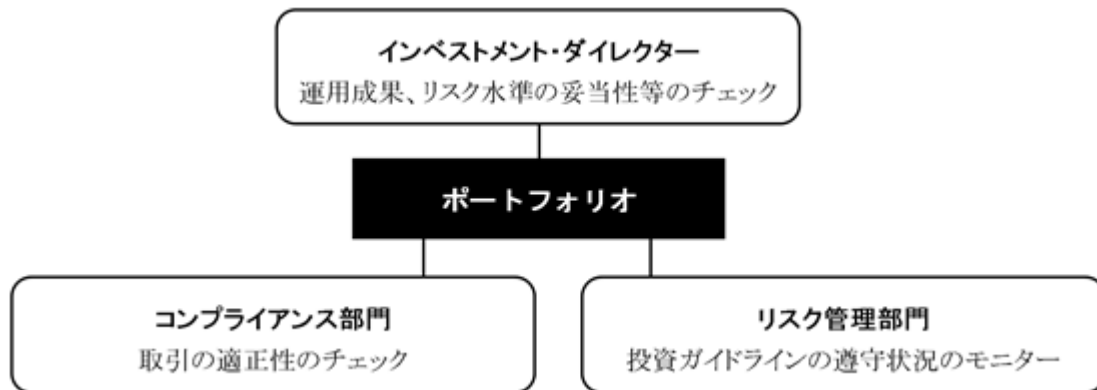 インベストメント・ダイレクター
運用成果、リスク水準の妥当性等のチェック
ポートフォリオ
コンプライアンス部門
取引の適正性のチェック
リスク管理部門
投資ガイドラインの遵守状況のモニター